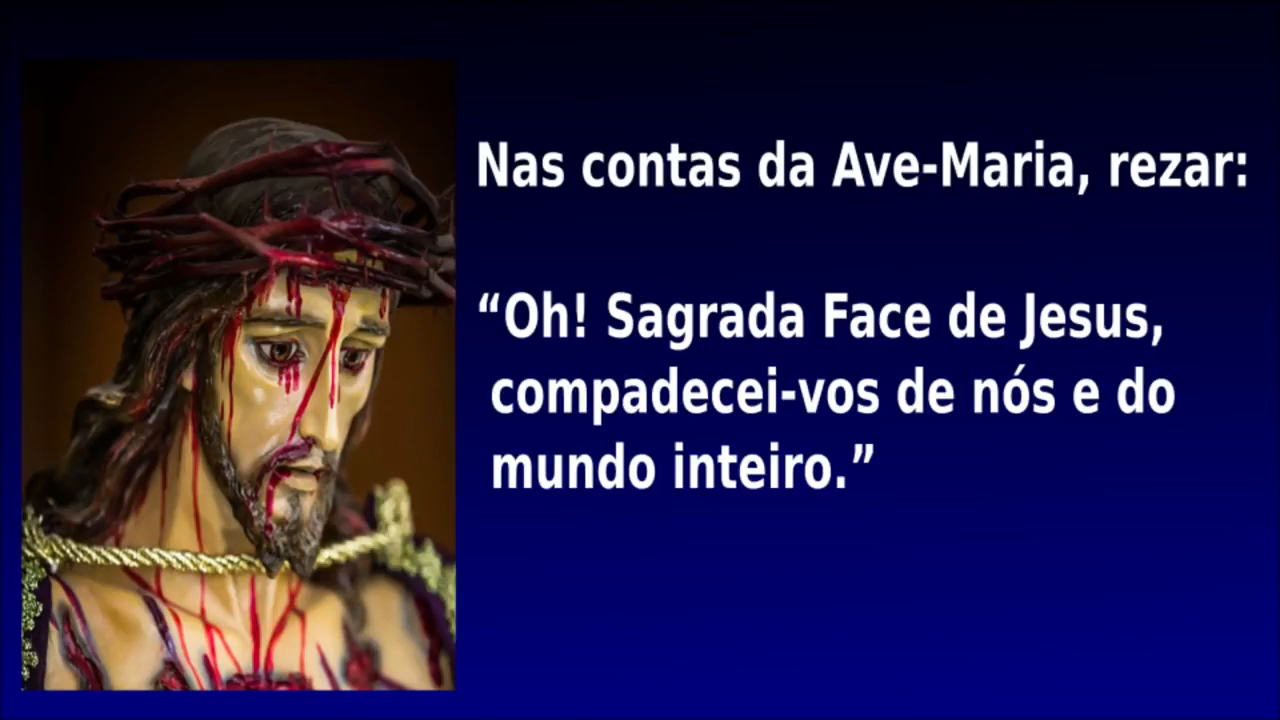 Nas contas da Ave-Maria, rezar:
“Oh! Sagrada Face de Jesus,
compadecei-vos de nós e do
mundo inteiro.”